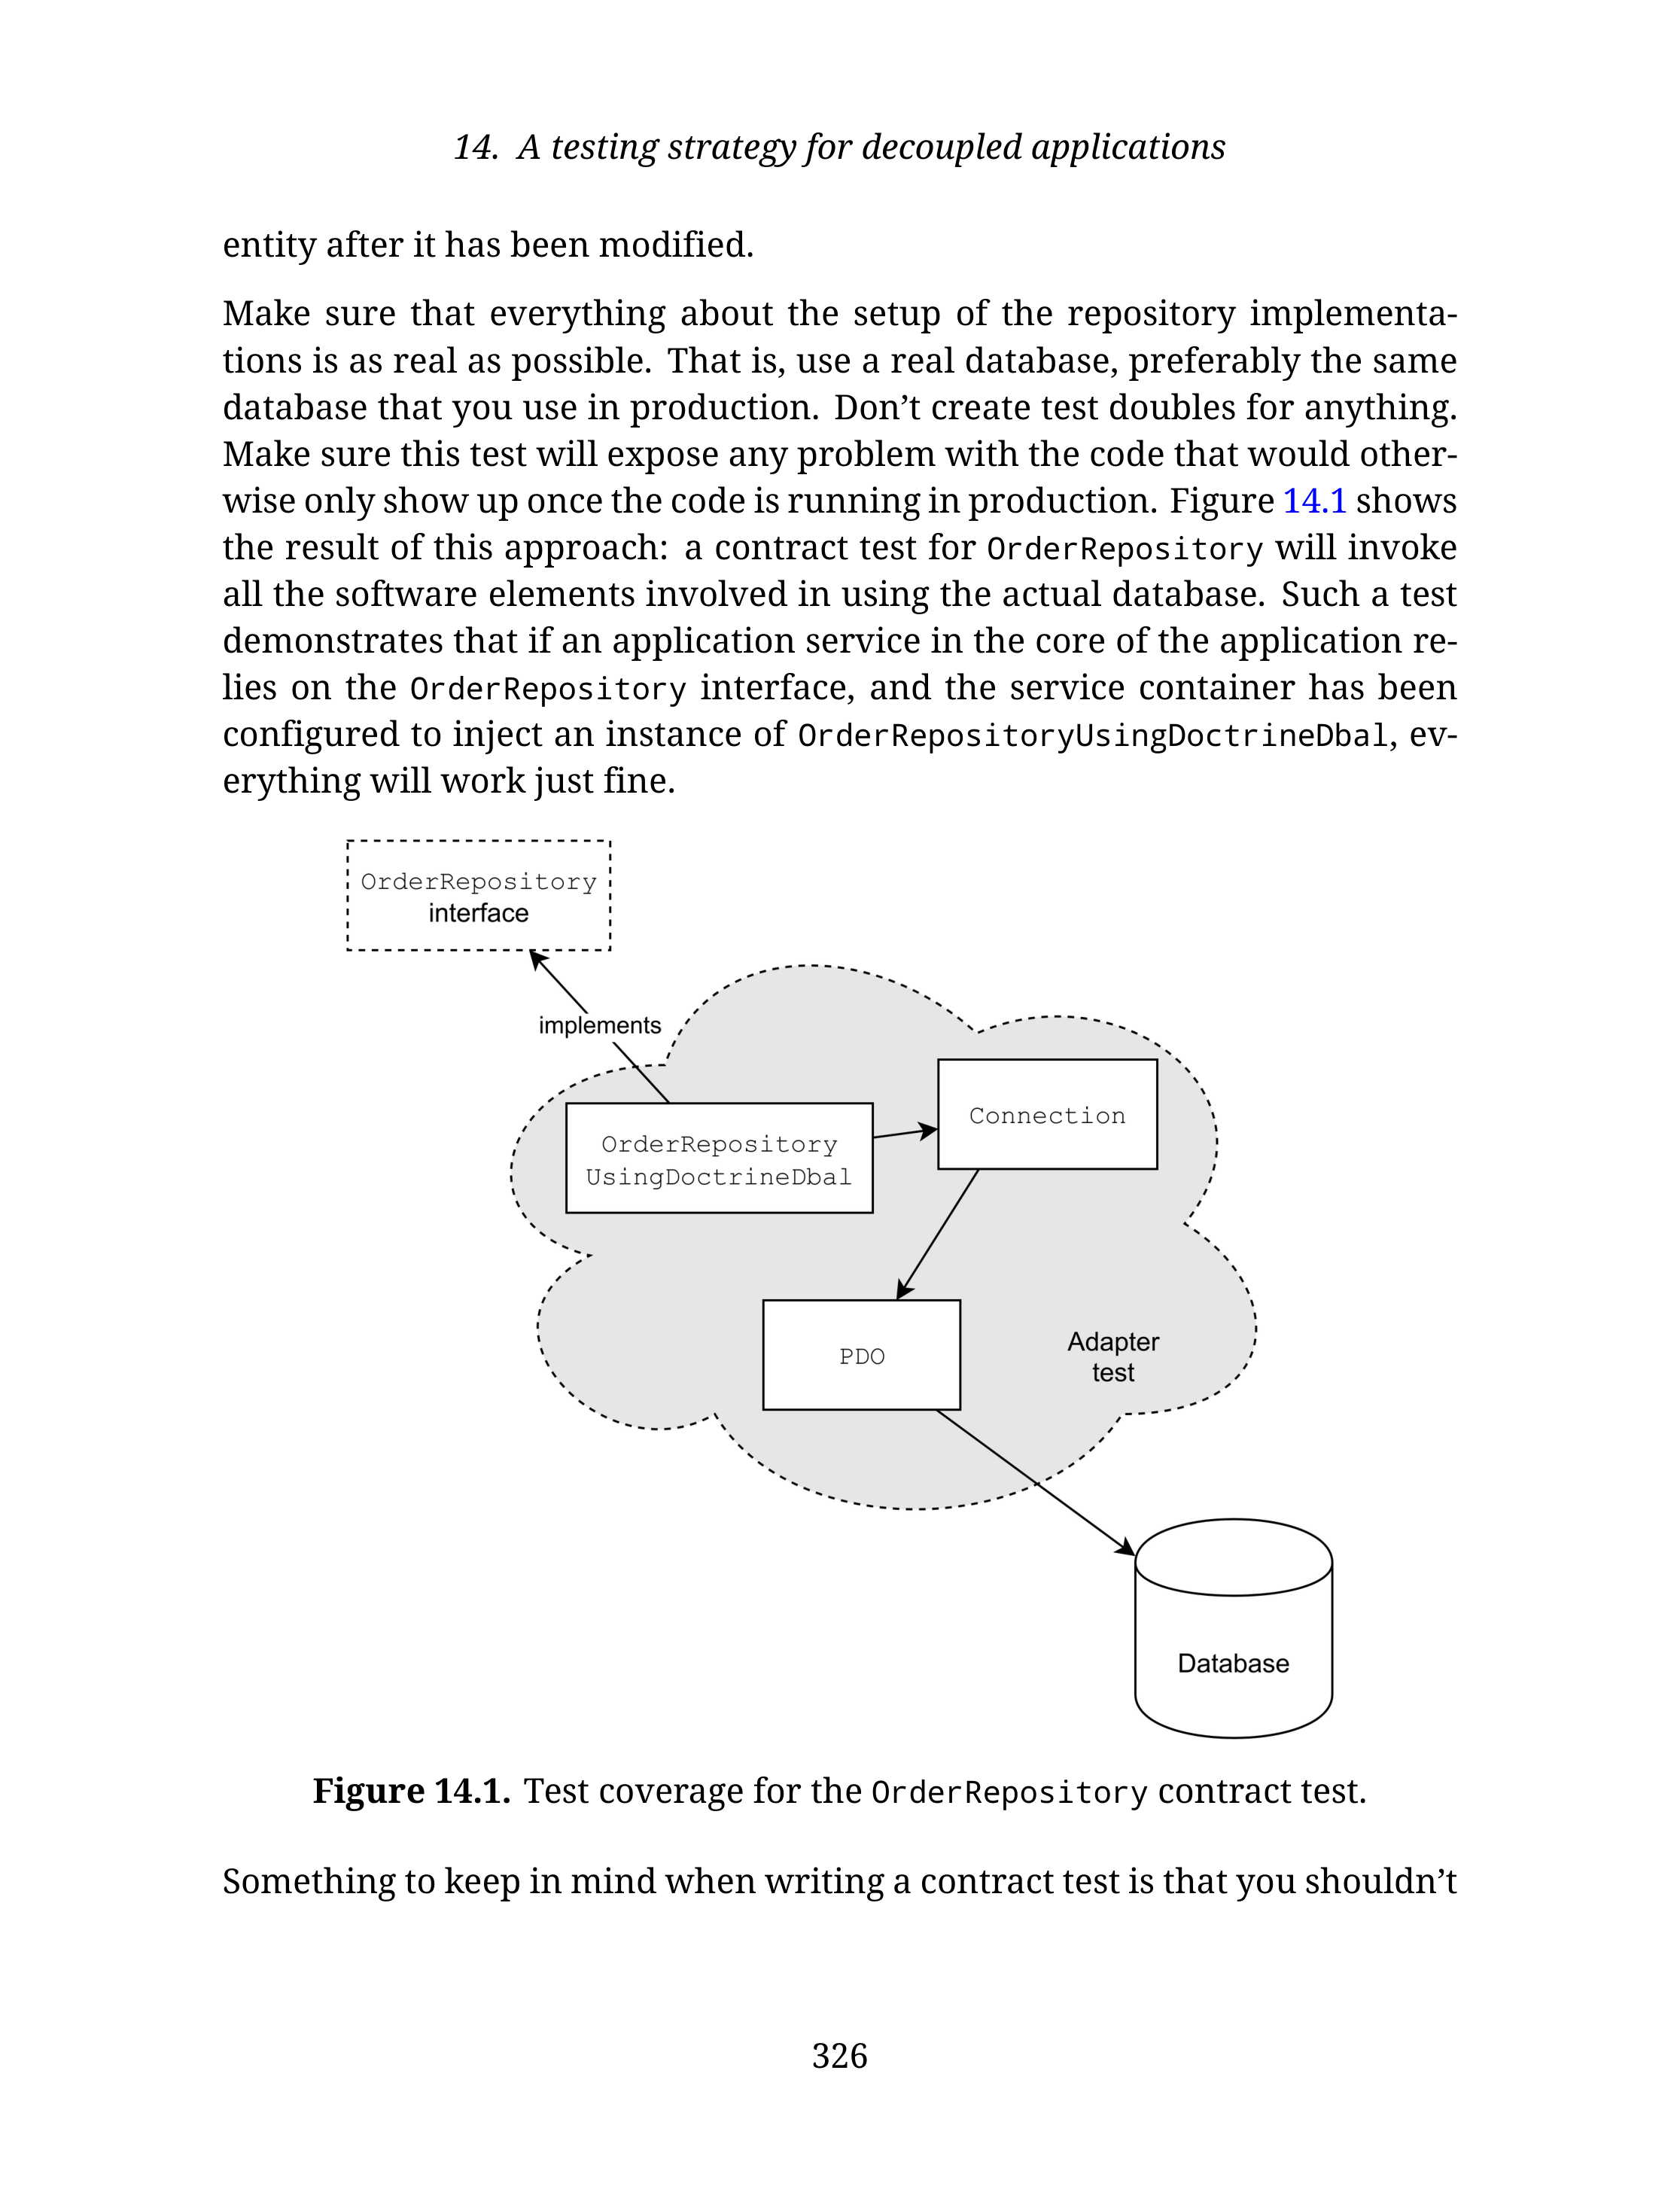 14. A testing strategy for decoupled applications
entity after it has been modified.
Make sure that everything about the setup of the repository implementa-
tions is as real as possible. That is, use a real database, preferably the same
database that you use in production. Don’t create test doubles for anything.
Make sure this test will expose any problem with the code that would other-
wise only show up once the code is running in production. Figure 14.1 shows
the result of this approach: a contract test for OrderRepository will invoke
all the software elements involved in using the actual database. Such a test
demonstrates that if an application service in the core of the application re-
lies on the OrderRepository interface, and the service container has been
configured to inject an instance of OrderRepositoryUsingDoctrineDbal, ev-
erything will work just fine.
OrderRepository
interface
implements
Connection
OrderRepository
UsingDoctrineDbal
PDO
Adapter
test
Database
Figure 14.1. Test coverage for the OrderRepository contract test.
Something to keep in mind when writing a contract test is that you shouldn’t
326